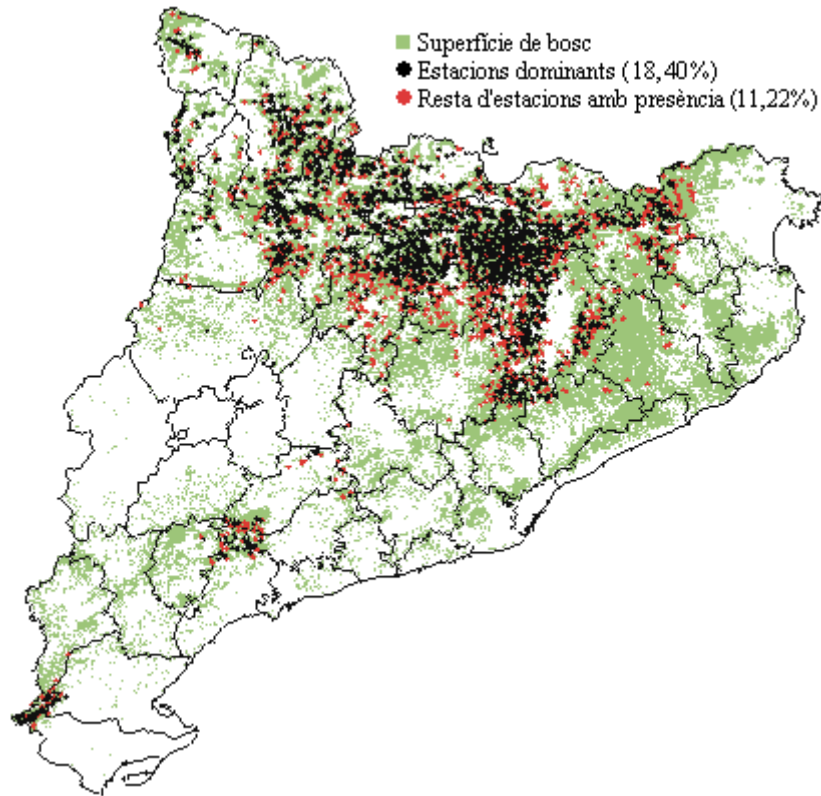 Superfície de bosc
Estacions dominants (18,40%)
Resta d'estacions amb presència (11,22%)